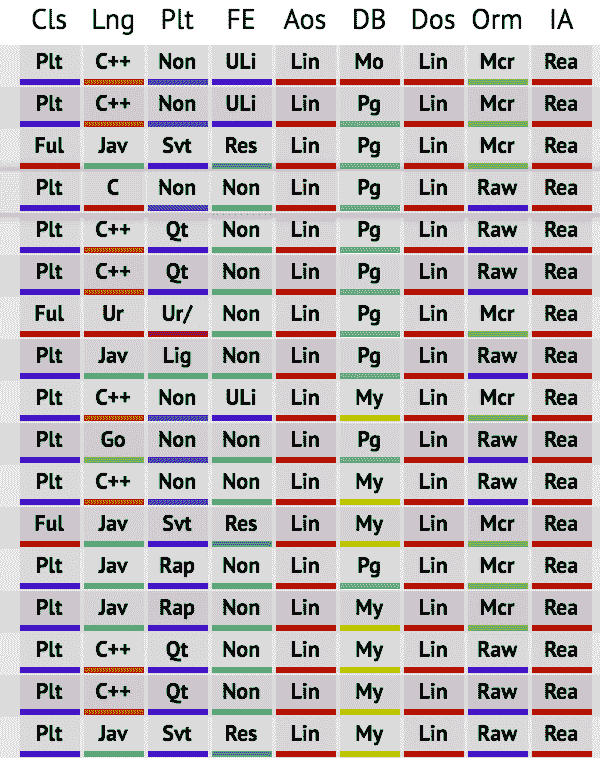 Cls Lng Plt FE Aos DB Dos Orm IA
Plt C++ Non ULi Lin Mo Lin Mcr Rea
Plt C++ Non ULi Lin Pg Lin Mcr Rea
Ful Jav Svt Res Lin Pg Lin Mcr Rea
Plt C Non Non Lin Pg Lin Raw Rea
Plt C++ Qt Non Lin Pg Lin Raw Rea
Plt C++ Qt Non Lin Pg Lin Raw Rea
Ful Ur Ur/ Non Lin Pg Lin Mcr Rea
Plt Jav Lig Non Lin Pg Lin Raw Rea
Plt C++ Non ULi Lin My Lin Mcr Rea
Plt Go Non Non Lin Pg Lin Raw Rea
Plt C++ Non Non Lin My Lin Raw Rea
Ful Jav Svt Res Lin My Lin Mcr Rea
Plt Jav Rap Non Lin Pg Lin Mcr Rea
Plt Jav Rap Non Lin My Lin Mcr Rea
Plt C++ Qt Non Lin My Lin Raw Rea
Plt C++ Qt Non Lin My Lin Raw Rea
Plt Jav Svt Res Lin My Lin Raw Rea